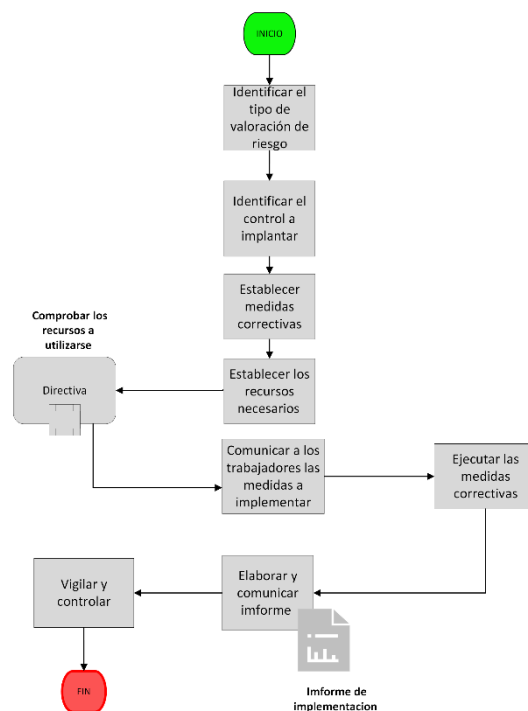 INICIO
Identificar el
tipo de
valoración de
riesgo
Identificar el
control a
implantar
Establecer
medidas
correctivas
Comprobar los
recursos a
utilizarse
Directiva
Establecer los
recursos
necesarios
Comunicar a los
trabajadores las
medidas a
implementar
Ejecutar las
medidas
correctivas
Elaborar y
comunicar
imforme
Vigilar y
controlar
Imforme de
implementacion
FIN